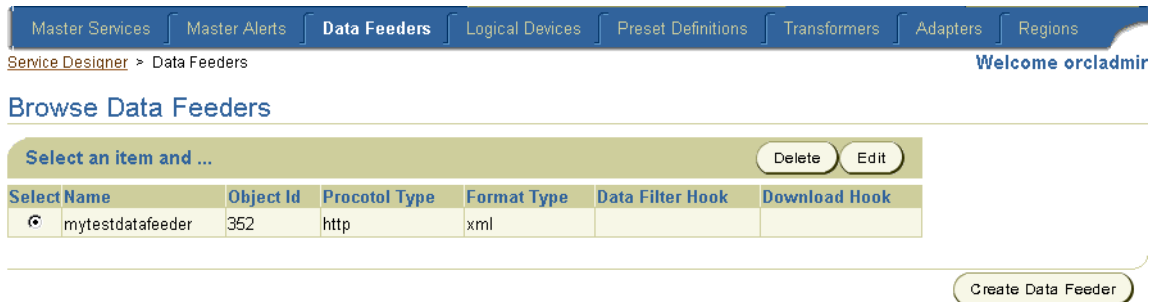 Master Services Master Alerts Data Feeders Logical Devices Preset Definitions Transformers Adapters Regions
Service Designer > Data Feeders Welcome orcladmir
Browse Data Feeders
Select an item and ... Delete Edit
Select Name Object Id Procotol Type Format Type Data Filter Hook Download Hook
mytestdatafeeder 352 http xml
Create Data Feeder